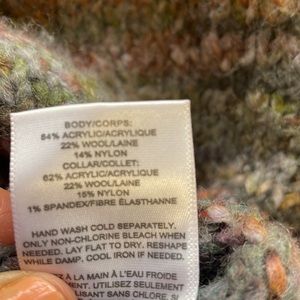 BODY/CORPS:
64% ACRYLIC/ACRYLIQUE
22% WOOL/LAINE
14% NYLON
COLLAR/COLLET:
62% ACRYLIC/ACRYLIQUE
22% WOOL/LAINE
15% NYLON
1% SPANDEX/FIBRE ÉLASTHANNE
HAND WASH COLD SEPARATELY.
ONLY NON-CHLORINE BLEACH WHEN
NEEDED. LAY FLAT TO DRY. RESHAPE
WHILE DAMP. COOL IRON IF NEEDED.
À LA MAIN À L'EAU FROIDE
UTILISEZ SEULEMENT
SANS CHLORE, SI